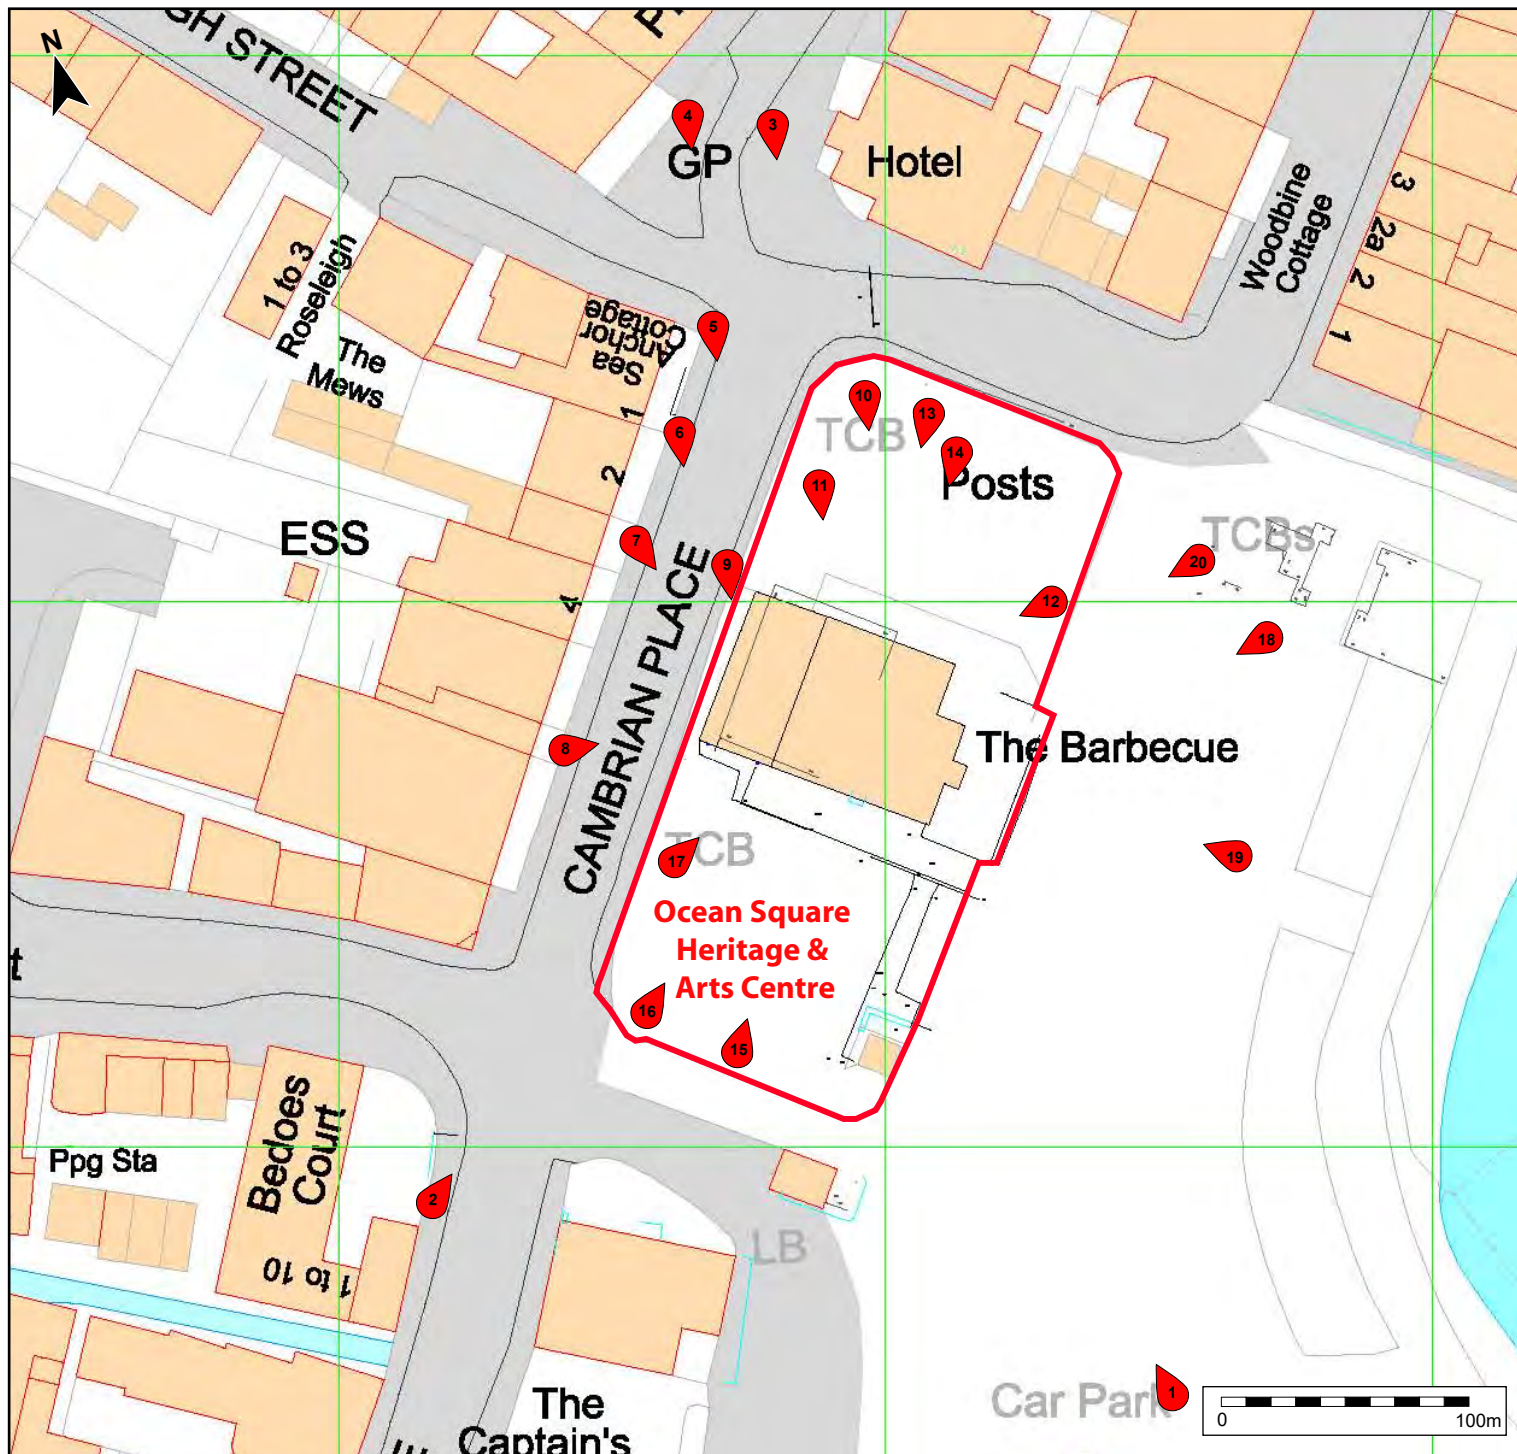 N
GH STREET
4
3
GP
Hotel
Woodbine
Cottage
3
2a
2
1
1 to 3
Roseleigh
The
Mews
Sea
Anchor
Cottage
5
1
6
2
10
13
TCB
14
11
Posts
ESS
7
9
4
TCBs
20
12
18
CAMBRIAN PLACE
8
The Barbecue
17
TCB
19
Ocean Square
Heritage &
Arts Centre
t
16
15
Bedoes
Court
Ppg Sta
2
1 to 10
LB
Car Park
1
0
100m
The
Captain's